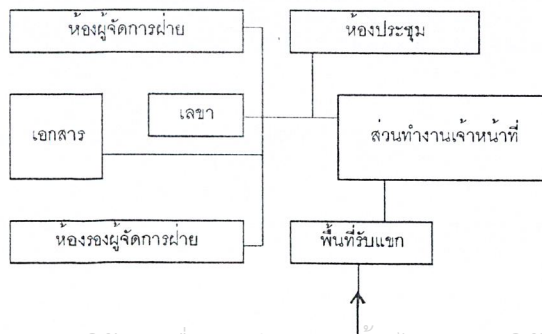 ห้องผู้จัดการฝ่าย
ห้องประชุม
เลขา
เอกสาร
ส่วนทำงานเจ้าหน้าที่
ห้องรองผู้จัดการฝ่าย
พื้นที่รับแขก